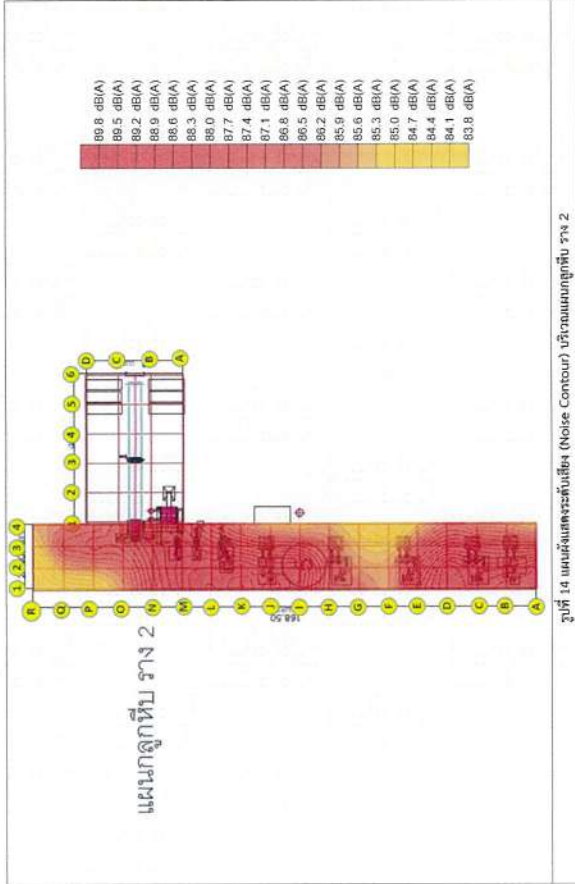 แผนกลูกหีบ ราง 2
1
2
3
4
R
Q
P
O
N
M
L
K
J
I
H
G
F
E
D
C
B
A
168.50
5
1
2
3
4
5
6
D
C
B
A
89.8 dB(A)
89.5 dB(A)
89.2 dB(A)
88.9 dB(A)
88.6 dB(A)
88.3 dB(A)
88.0 dB(A)
87.7 dB(A)
87.4 dB(A)
87.1 dB(A)
86.8 dB(A)
86.5 dB(A)
86.2 dB(A)
85.9 dB(A)
85.6 dB(A)
85.3 dB(A)
85.0 dB(A)
84.7 dB(A)
84.4 dB(A)
84.1 dB(A)
83.8 dB(A)
รูปที่ 14 แผนผังแสดงระดับเสียง (Noise Contour) บริเวณแผนกลูกหีบ ราง 2